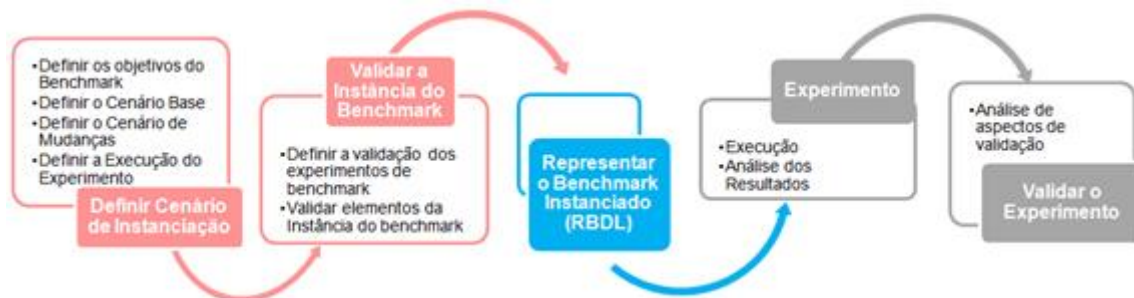 •Definir os objetivos do
Benchmark
•Definir o Cenário Base
•Definir o Cenário de
Mudanças
•Definir a Execução do
Experimento
Definir Cenário
de Instanciação
Validar a
Instância do
Benchmark
•Definir a validação dos
experimentos de
benchmark
•Validar elementos da
Instância do benchmark
Representar
o Benchmark
Instanciado
(RBDL)
Experimento
•Execução
•Análise dos
Resultados
•Análise de
aspectos de
validação
Validar o
Experimento